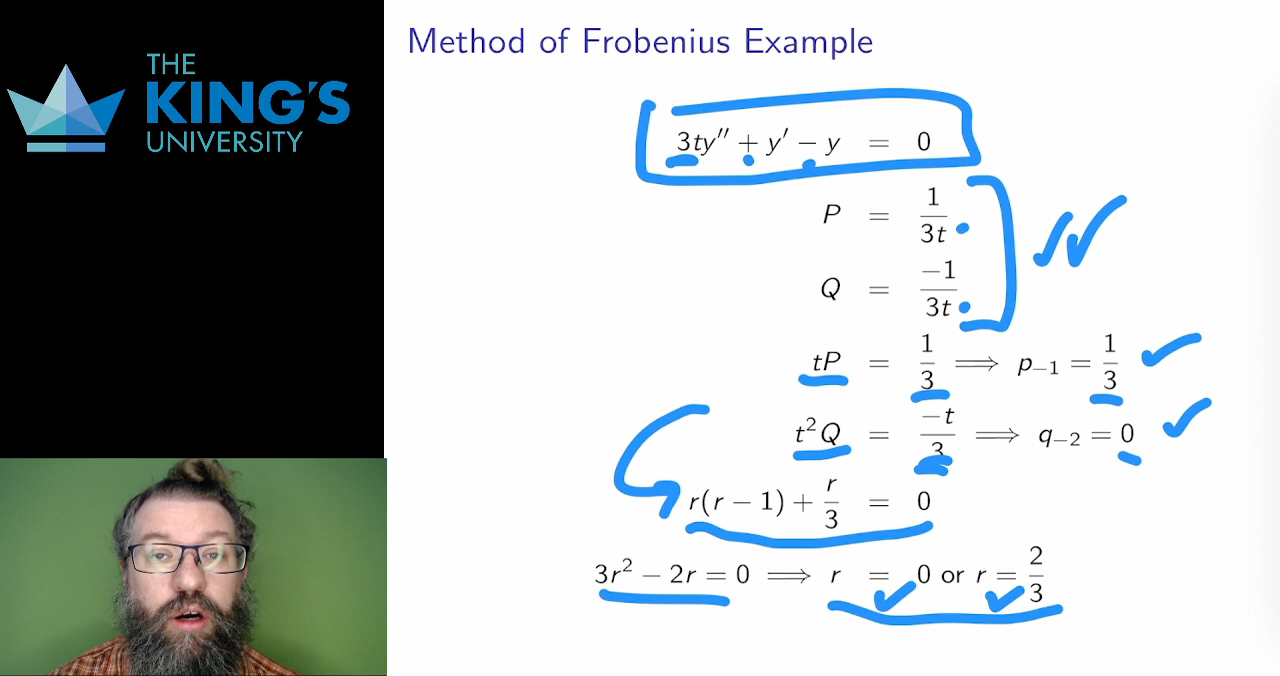 THE
KING'S
UNIVERSITY
Method of Frobenius Example
3ty″ + y′ − y = 0
P = 1/3t
Q = −1/3t
tP = 1/3 ⟹ p₋₁ = 1/3
t²Q = −t/3 ⟹ q₋₂ = 0
r(r − 1) + r/3 = 0
3r² − 2r = 0 ⟹ r = 0 or r = 2/3